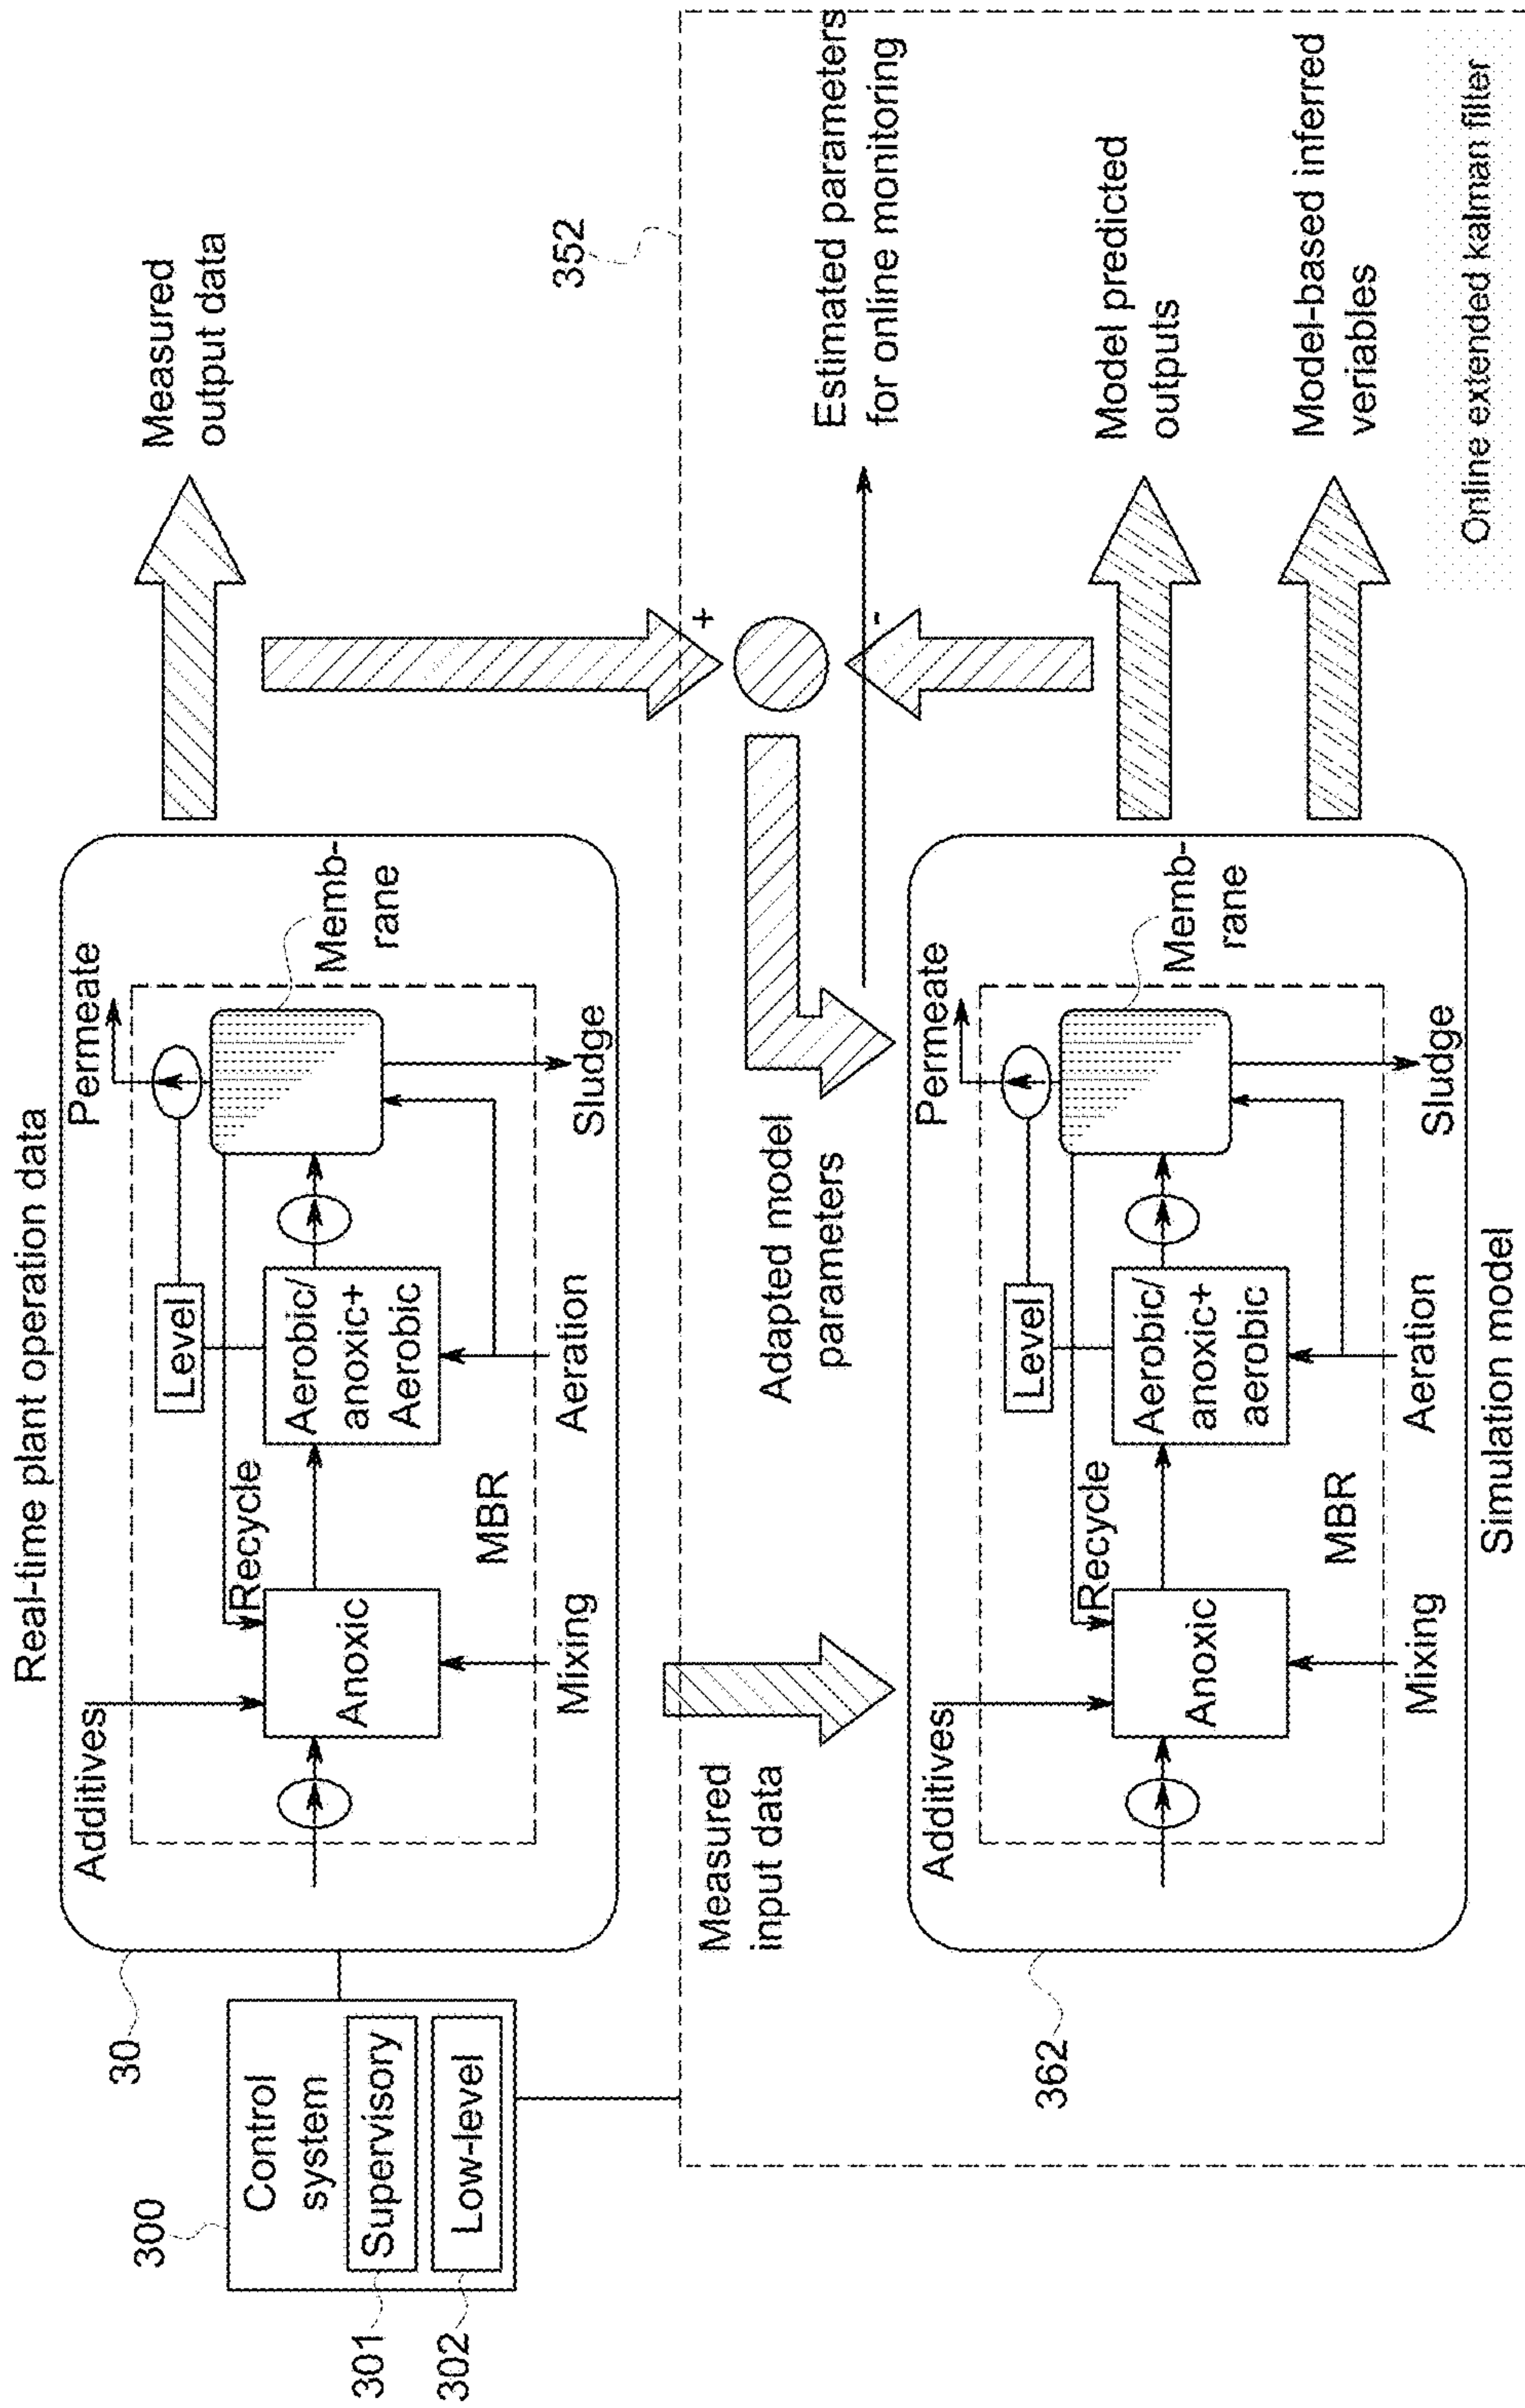 Real-time plant operation data
300
Control
system
301
Supervisory
302
Low-level
30
Additives
Permeate
Level
Recycle
Anoxic
Aerobic/
anoxic+
Aerobic
Memb-
rane
MBR
Mixing
Aeration
Sludge
Measured
output data
352
Measured
input data
Adapted model
parameters
+
-
Estimated parameters
for online monitoring
362
Additives
Permeate
Level
Recycle
Anoxic
Aerobic/
anoxic+
aerobic
Memb-
rane
MBR
Mixing
Aeration
Sludge
Simulation model
Model predicted
outputs
Model-based inferred
veriables
Online extended kalman filter